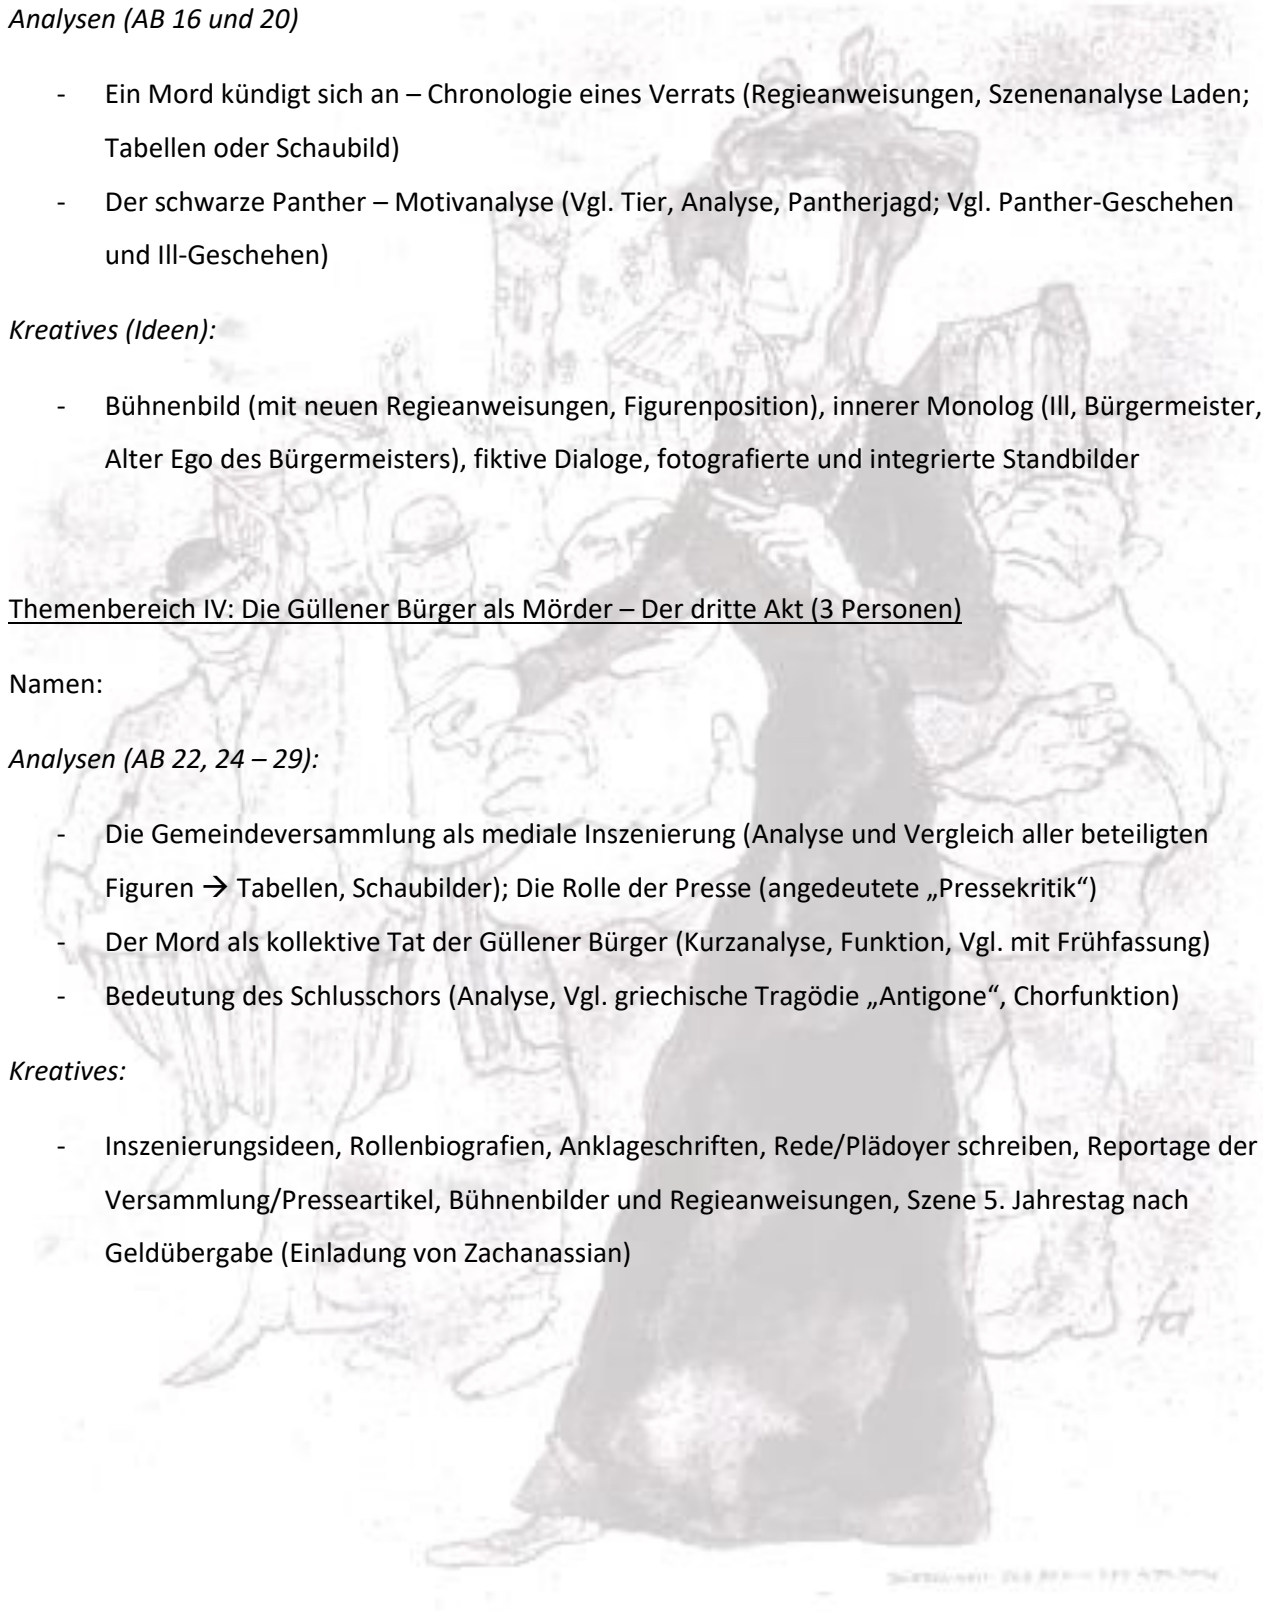 Analysen (AB 16 und 20)
- Ein Mord kündigt sich an – Chronologie eines Verrats (Regieanweisungen, Szenenanalyse Laden;
Tabellen oder Schaubild)
- Der schwarze Panther – Motivanalyse (Vgl. Tier, Analyse, Pantherjagd; Vgl. Panther-Geschehen
und Ill-Geschehen)
Kreatives (Ideen):
- Bühnenbild (mit neuen Regieanweisungen, Figurenposition), innerer Monolog (Ill, Bürgermeister,
Alter Ego des Bürgermeisters), fiktive Dialoge, fotografierte und integrierte Standbilder
Themenbereich IV: Die Güllener Bürger als Mörder – Der dritte Akt (3 Personen)
Namen:
Analysen (AB 22, 24 – 29):
- Die Gemeindeversammlung als mediale Inszenierung (Analyse und Vergleich aller beteiligten
Figuren → Tabellen, Schaubilder); Die Rolle der Presse (angedeutete „Pressekritik“)
- Der Mord als kollektive Tat der Güllener Bürger (Kurzanalyse, Funktion, Vgl. mit Frühfassung)
- Bedeutung des Schlusschors (Analyse, Vgl. griechische Tragödie „Antigone“, Chorfunktion)
Kreatives:
- Inszenierungsideen, Rollenbiografien, Anklageschriften, Rede/Plädoyer schreiben, Reportage der
Versammlung/Presseartikel, Bühnenbilder und Regieanweisungen, Szene 5. Jahrestag nach
Geldübergabe (Einladung von Zachanassian)